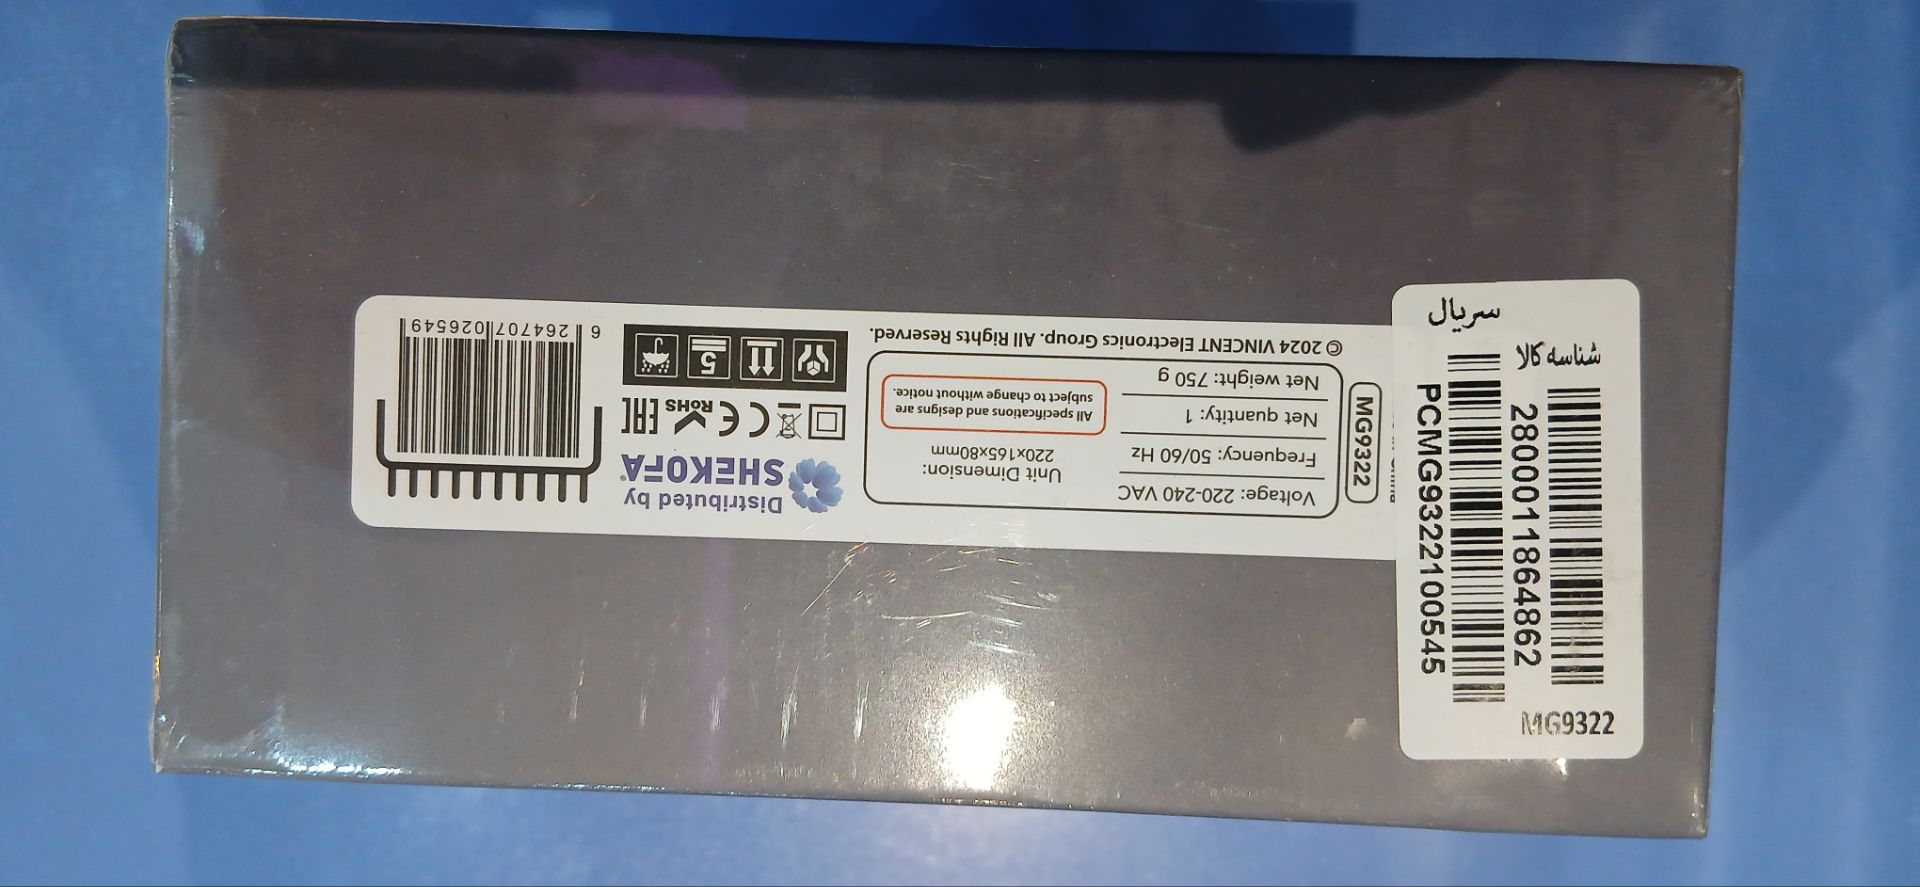 MG9322
Voltage: 220-240 VAC
Frequency: 50/60 Hz
Net quantity: 1
Net weight: 750 g
Unit Dimension:
220x165x80mm
All specifications and designs are
subject to change without notice.
© 2024 VINCENT Electronics Group. All Rights Reserved.
Distributed by
SHEKOFA
CE RoHS EAC
5
6 264707 026549
شناسه کالا
2800011864862
سریال
PCMG9322100545
MG9322